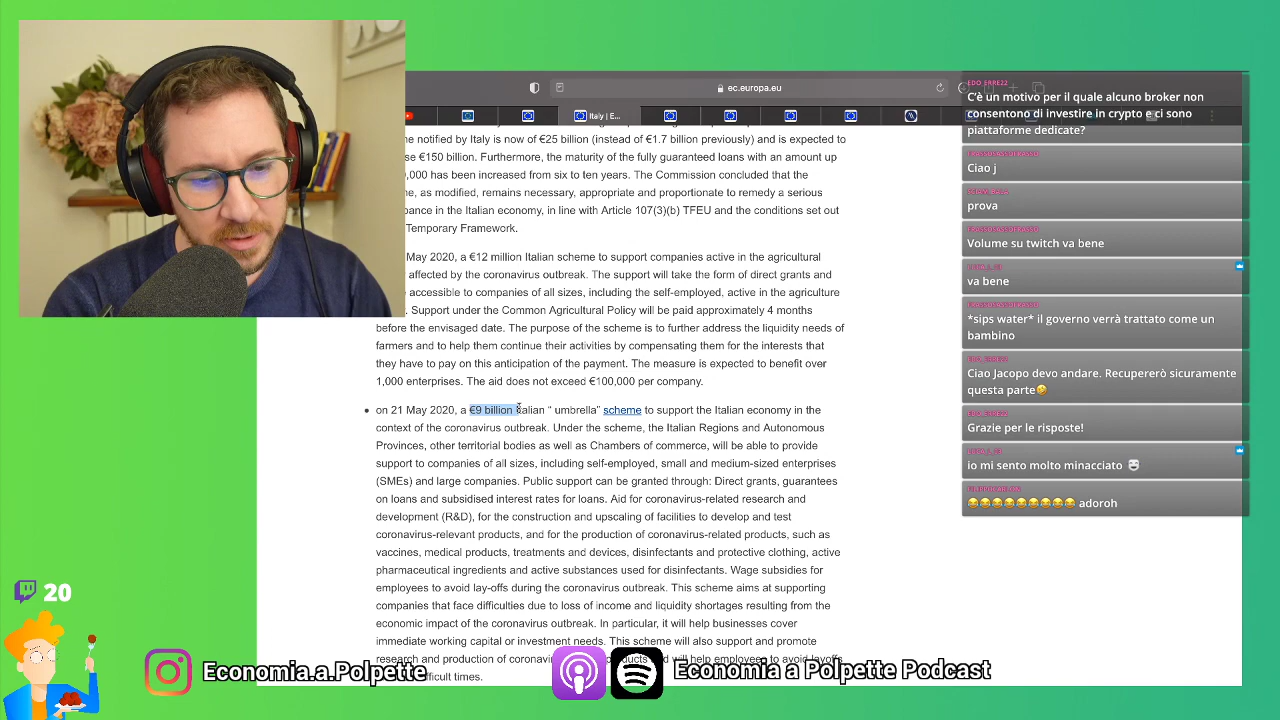 ec.europa.eu
Italy | E...
me notified by Italy is now of €25 billion (instead of €1.7 billion previously) and is expected to
se €150 billion. Furthermore, the maturity of the fully guaranteed loans with an amount up
,000 has been increased from six to ten years. The Commission concluded that the
ne, as modified, remains necessary, appropriate and proportionate to remedy a serious
bance in the Italian economy, in line with Article 107(3)(b) TFEU and the conditions set out
Temporary Framework.
May 2020, a €12 million Italian scheme to support companies active in the agricultural
affected by the coronavirus outbreak. The support will take the form of direct grants and
accessible to companies of all sizes, including the self-employed, active in the agriculture
. Support under the Common Agricultural Policy will be paid approximately 4 months
before the envisaged date. The purpose of the scheme is to further address the liquidity needs of
farmers and to help them continue their activities by compensating them for the interests that
they have to pay on this anticipation of the payment. The measure is expected to benefit over
1,000 enterprises. The aid does not exceed €100,000 per company.
• on 21 May 2020, a €9 billion Italian “ umbrella” scheme to support the Italian economy in the
context of the coronavirus outbreak. Under the scheme, the Italian Regions and Autonomous
Provinces, other territorial bodies as well as Chambers of commerce, will be able to provide
support to companies of all sizes, including self-employed, small and medium-sized enterprises
(SMEs) and large companies. Public support can be granted through: Direct grants, guarantees
on loans and subsidised interest rates for loans. Aid for coronavirus-related research and
development (R&D), for the construction and upscaling of facilities to develop and test
coronavirus-relevant products, and for the production of coronavirus-related products, such as
vaccines, medical products, treatments and devices, disinfectants and protective clothing, active
pharmaceutical ingredients and active substances used for disinfectants. Wage subsidies for
employees to avoid lay-offs during the coronavirus outbreak. This scheme aims at supporting
companies that face difficulties due to loss of income and liquidity shortages resulting from the
economic impact of the coronavirus outbreak. In particular, it will help businesses cover
immediate working capital or investment needs. This scheme will also support and promote
research and production of coronavi ducts and will help employees to avoid layoffs
fficult times.
EDO_ERRE22
C'è un motivo per il quale alcuno broker non
consentono di investire in crypto e ci sono
piattaforme dedicate?
Ciao j
prova
Volume su twitch va bene
va bene
*sips water* il governo verrà trattato come un
bambino
EDO_ERRE22
Ciao Jacopo devo andare. Recupererò sicuramente
questa parte🤣
EDO_ERRE22
Grazie per le risposte!
io mi sento molto minacciato
😂😂😂😂😂😂😂😂😂 adoroh
20
Economia.a.Polpette
Economia a Polpette Podcast